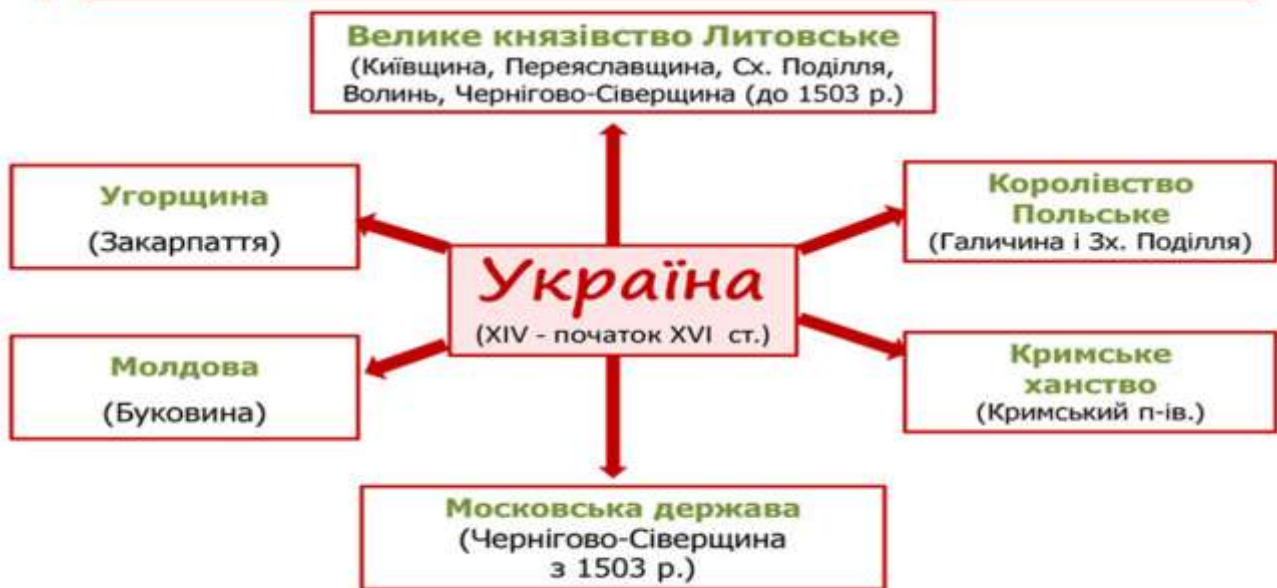 Велике князівство Литовське
(Київщина, Переяславщина, Сх. Поділля,
Волинь, Чернігово-Сіверщина (до 1503 р.)
Угорщина
(Закарпаття)
Королівство
Польське
(Галичина і Зх. Поділля)
Україна
(XIV - початок XVI ст.)
Молдова
(Буковина)
Кримське
ханство
(Кримський п-ів.)
Московська держава
(Чернігово-Сіверщина
з 1503 р.)